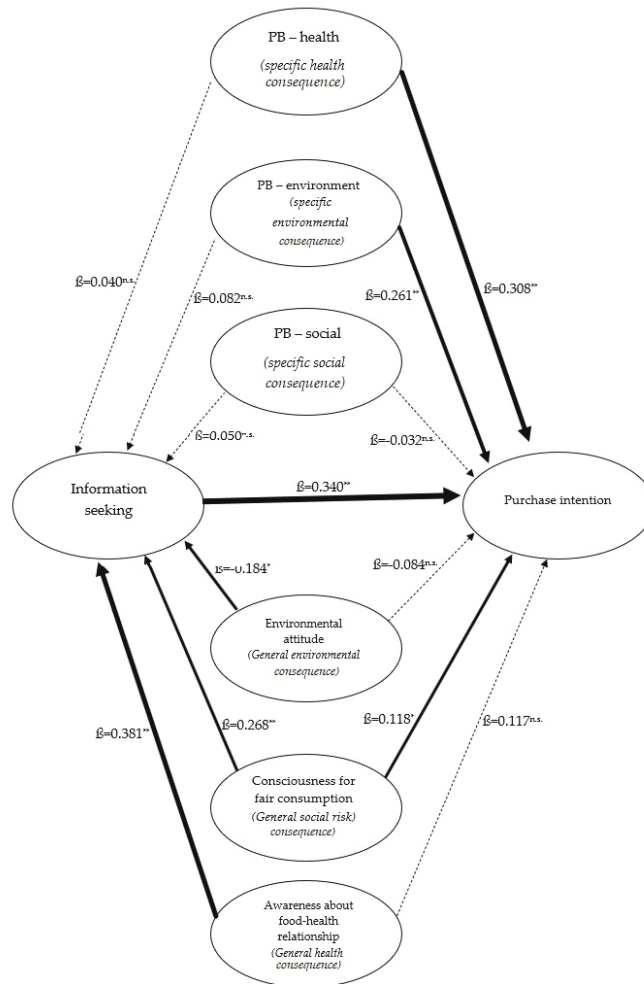 PB – health
(specific health
consequence)
PB – environment
(specific
environmental
consequence)
ß=0.040n.s.
ß=0.082n.s.
ß=0.261**
ß=0.308**
PB – social
(specific social
consequence)
ß=0.050n.s.
ß=-0.032n.s.
Information
seeking
ß=0.340**
Purchase intention
ß=-0.184*
ß=-0.084n.s.
Environmental
attitude
(General environmental
consequence)
ß=0.381**
ß=0.268**
ß=0.118*
ß=0.117n.s.
Consciousness for
fair consumption
(General social risk)
consequence)
Awareness about
food-health
relationship
(General health
consequence)